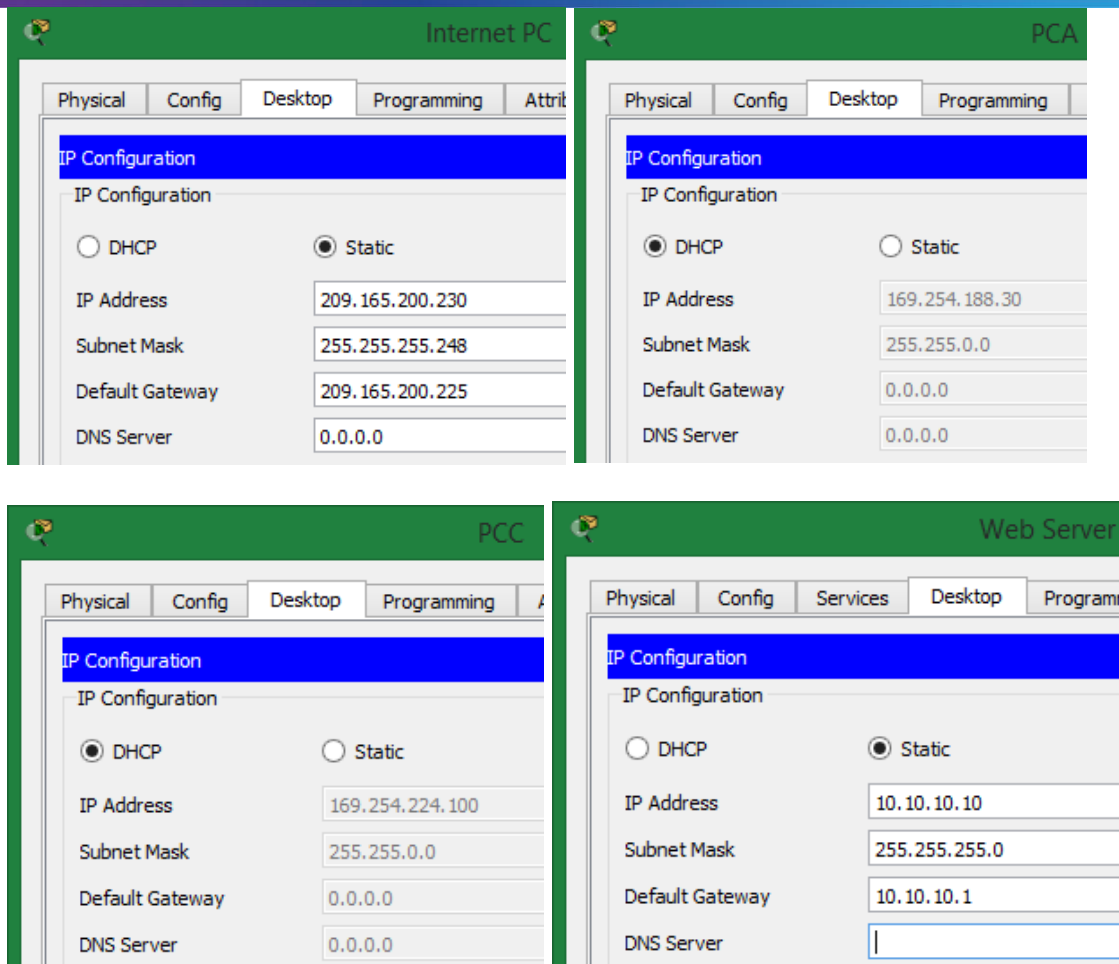 Internet PC
Physical Config Desktop Programming Attrib
IP Configuration
IP Configuration
DHCP Static
IP Address 209.165.200.230
Subnet Mask 255.255.255.248
Default Gateway 209.165.200.225
DNS Server 0.0.0.0
PCA
Physical Config Desktop Programming
IP Configuration
IP Configuration
DHCP Static
IP Address 169.254.188.30
Subnet Mask 255.255.0.0
Default Gateway 0.0.0.0
DNS Server 0.0.0.0
PCC
Physical Config Desktop Programming
IP Configuration
IP Configuration
DHCP Static
IP Address 169.254.224.100
Subnet Mask 255.255.0.0
Default Gateway 0.0.0.0
DNS Server 0.0.0.0
Web Server
Physical Config Services Desktop Program
IP Configuration
IP Configuration
DHCP Static
IP Address 10.10.10.10
Subnet Mask 255.255.255.0
Default Gateway 10.10.10.1
DNS Server